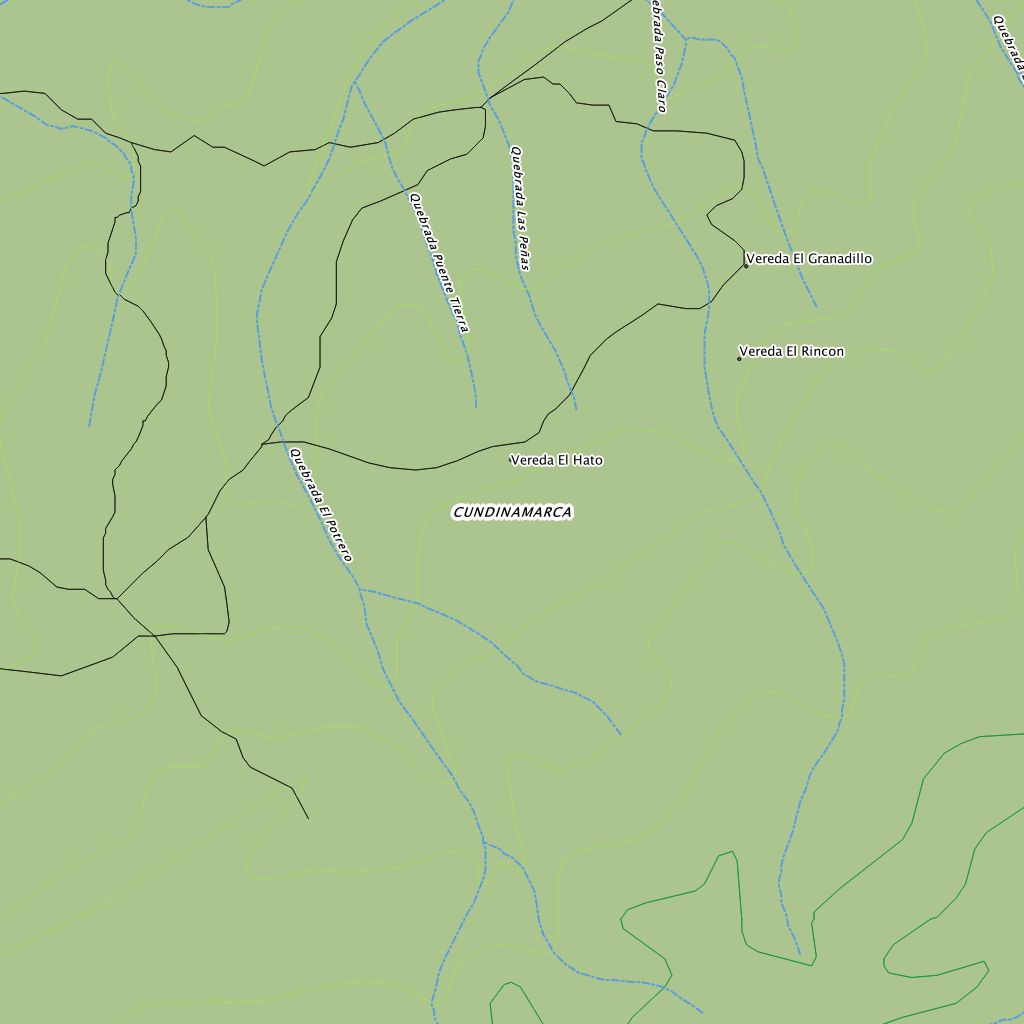 Quebrada Paso Claro
Quebrada
Quebrada Las Peñas
Quebrada Puente Tierra
Vereda El Granadillo
Vereda El Rincon
Vereda El Hato
Quebrada El Potrero
CUNDINAMARCA